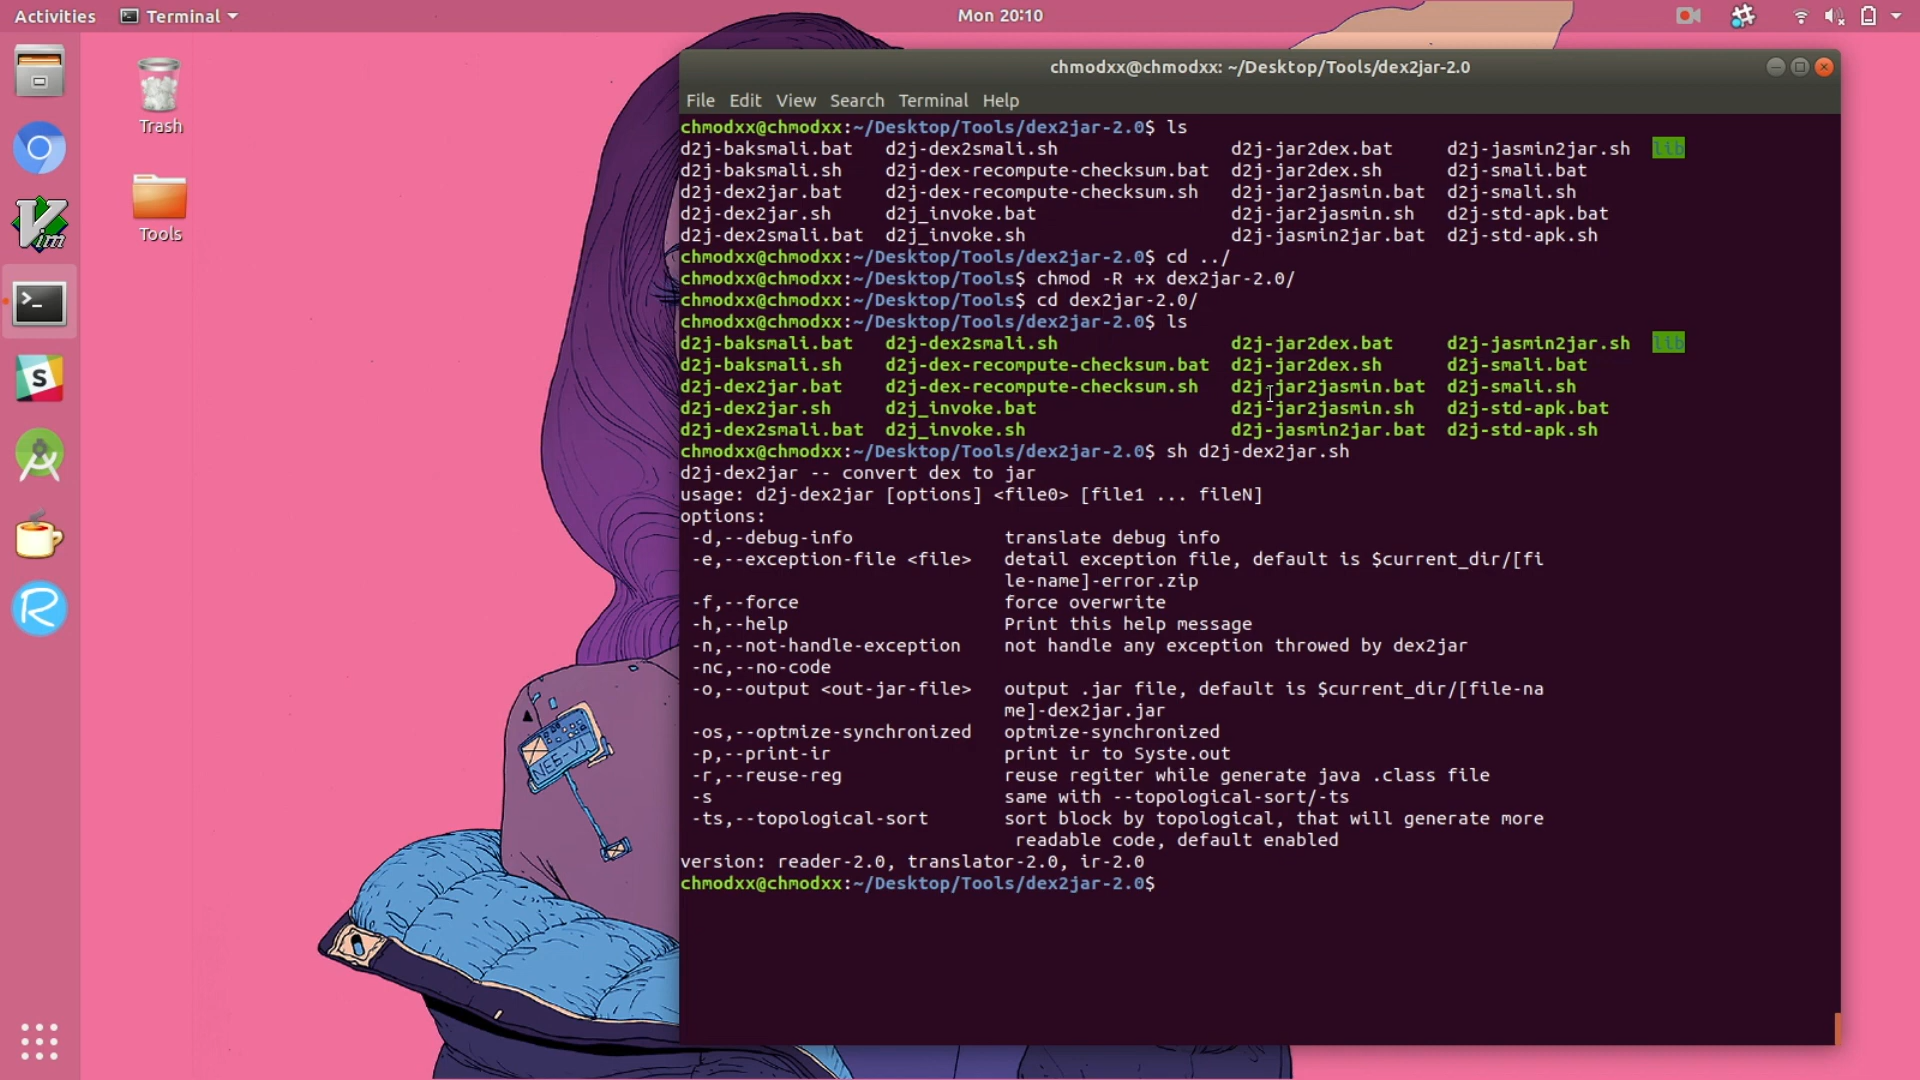 Activities Terminal Mon 20:10
Trash
Tools
chmodxx@chmodxx: ~/Desktop/Tools/dex2jar-2.0
File Edit View Search Terminal Help
chmodxx@chmodxx:~/Desktop/Tools/dex2jar-2.0$ ls
d2j-baksmali.bat d2j-dex2smali.sh d2j-jar2dex.bat d2j-jasmin2jar.sh lib
d2j-baksmali.sh d2j-dex-recompute-checksum.bat d2j-jar2dex.sh d2j-smali.bat
d2j-dex2jar.bat d2j-dex-recompute-checksum.sh d2j-jar2jasmin.bat d2j-smali.sh
d2j-dex2jar.sh d2j_invoke.bat d2j-jar2jasmin.sh d2j-std-apk.bat
d2j-dex2smali.bat d2j_invoke.sh d2j-jasmin2jar.bat d2j-std-apk.sh
chmodxx@chmodxx:~/Desktop/Tools/dex2jar-2.0$ cd ../
chmodxx@chmodxx:~/Desktop/Tools$ chmod -R +x dex2jar-2.0/
chmodxx@chmodxx:~/Desktop/Tools$ cd dex2jar-2.0/
chmodxx@chmodxx:~/Desktop/Tools/dex2jar-2.0$ ls
d2j-baksmali.bat d2j-dex2smali.sh d2j-jar2dex.bat d2j-jasmin2jar.sh lib
d2j-baksmali.sh d2j-dex-recompute-checksum.bat d2j-jar2dex.sh d2j-smali.bat
d2j-dex2jar.bat d2j-dex-recompute-checksum.sh d2j-jar2jasmin.bat d2j-smali.sh
d2j-dex2jar.sh d2j_invoke.bat d2j-jar2jasmin.sh d2j-std-apk.bat
d2j-dex2smali.bat d2j_invoke.sh d2j-jasmin2jar.bat d2j-std-apk.sh
chmodxx@chmodxx:~/Desktop/Tools/dex2jar-2.0$ sh d2j-dex2jar.sh
d2j-dex2jar -- convert dex to jar
usage: d2j-dex2jar [options] <file0> [file1 ... fileN]
options:
-d,--debug-info translate debug info
-e,--exception-file <file> detail exception file, default is $current_dir/[fi
le-name]-error.zip
-f,--force force overwrite
-h,--help Print this help message
-n,--not-handle-exception not handle any exception throwed by dex2jar
-nc,--no-code
-o,--output <out-jar-file> output .jar file, default is $current_dir/[file-na
me]-dex2jar.jar
-os,--optmize-synchronized optmize-synchronized
-p,--print-ir print ir to Syste.out
-r,--reuse-reg reuse regiter while generate java .class file
-s same with --topological-sort/-ts
-ts,--topological-sort sort block by topological, that will generate more
readable code, default enabled
version: reader-2.0, translator-2.0, ir-2.0
chmodxx@chmodxx:~/Desktop/Tools/dex2jar-2.0$
Vim
S
R
NE6-V1